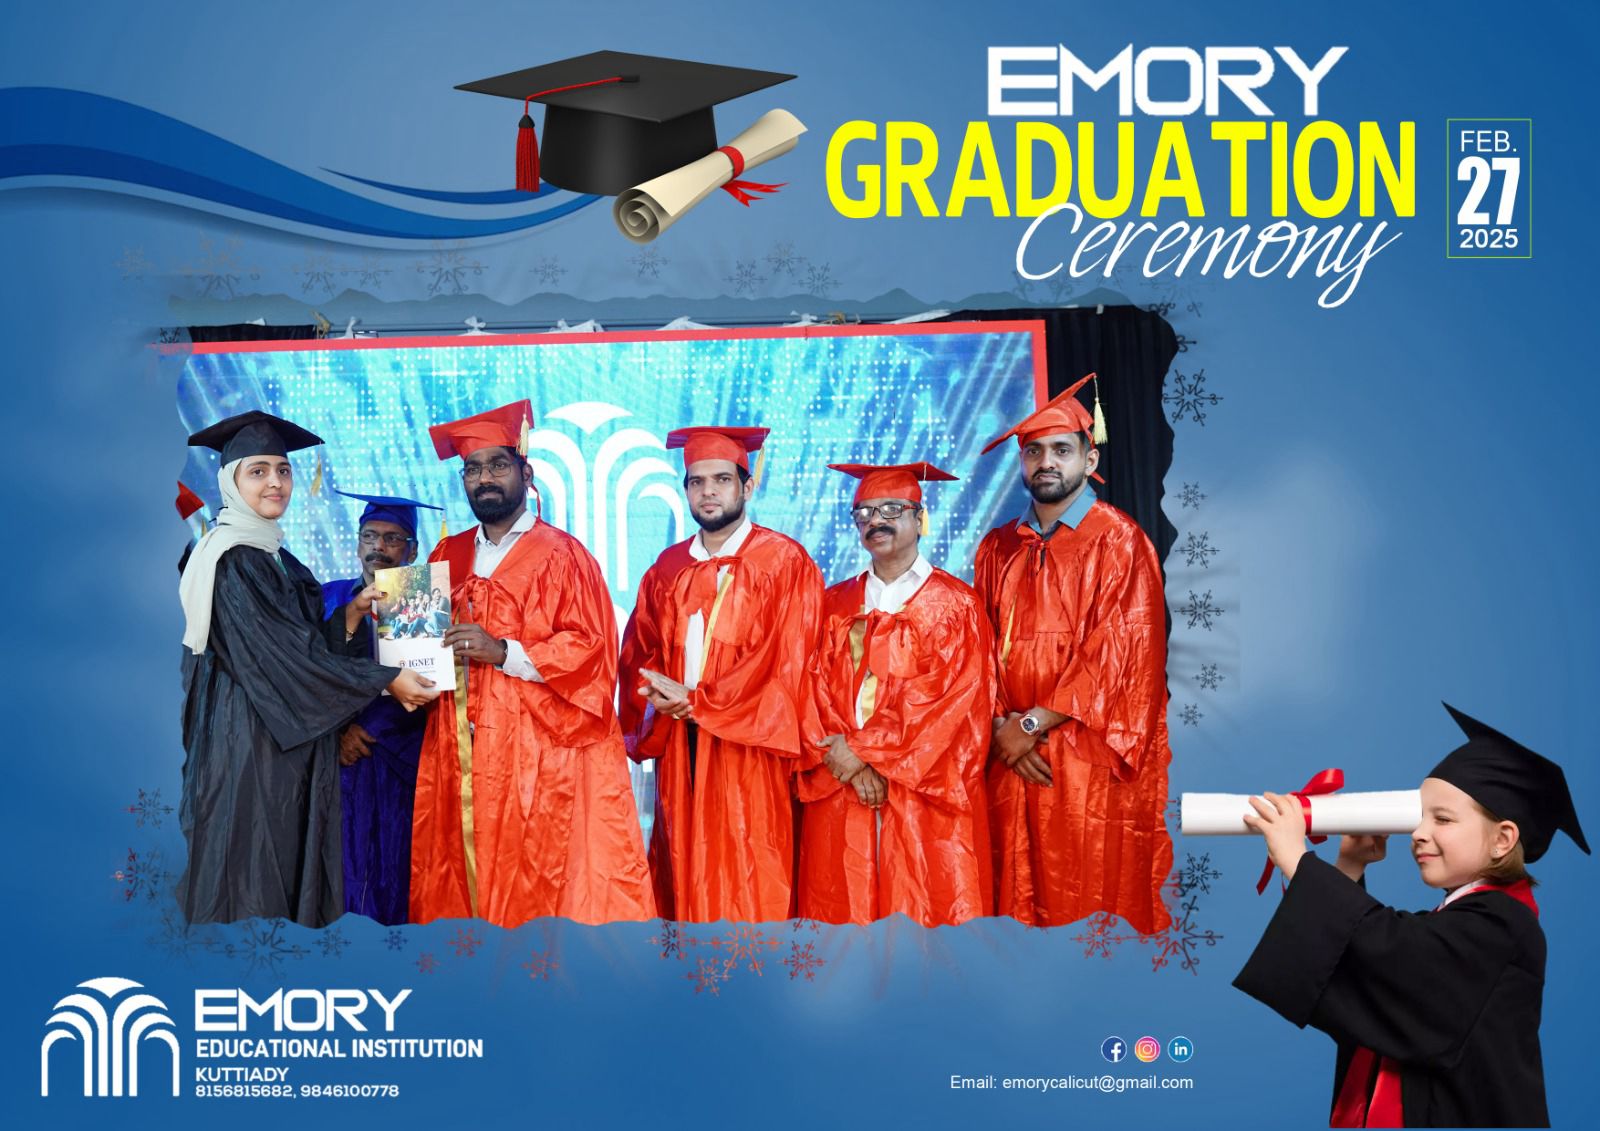 EMORY
GRADUATION
Ceremony
FEB.
27
2025
IGNET
EMORY
EDUCATIONAL INSTITUTION
KUTTIADY
8156815682, 9846100778
Email: emorycalicut@gmail.com